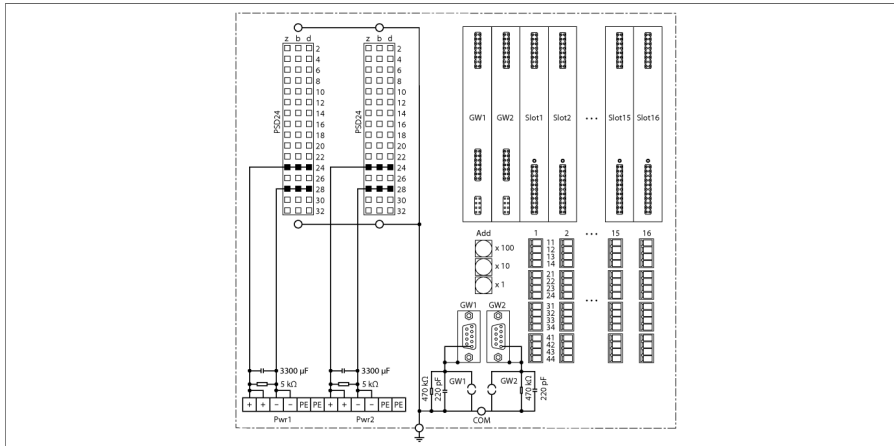 z b d
z b d
PSD24
2
4
6
8
10
12
14
16
18
20
22
24
26
28
30
32
PSD24
2
4
6
8
10
12
14
16
18
20
22
24
26
28
30
32
GW1 GW2 Slot1 Slot2 ... Slot15 Slot16
Add
x 100
x 10
x 1
1 2 ... 15 16
11
12
13
14
21
22
23
24
...
31
32
33
34
41
42
43
44
GW1 GW2
3300 µF
5 kΩ
3300 µF
5 kΩ
470 kΩ
220 pF
GW1
GW2
470 kΩ
220 pF
+ + – – PE PE + + – – PE PE
Pwr1 Pwr2
COM